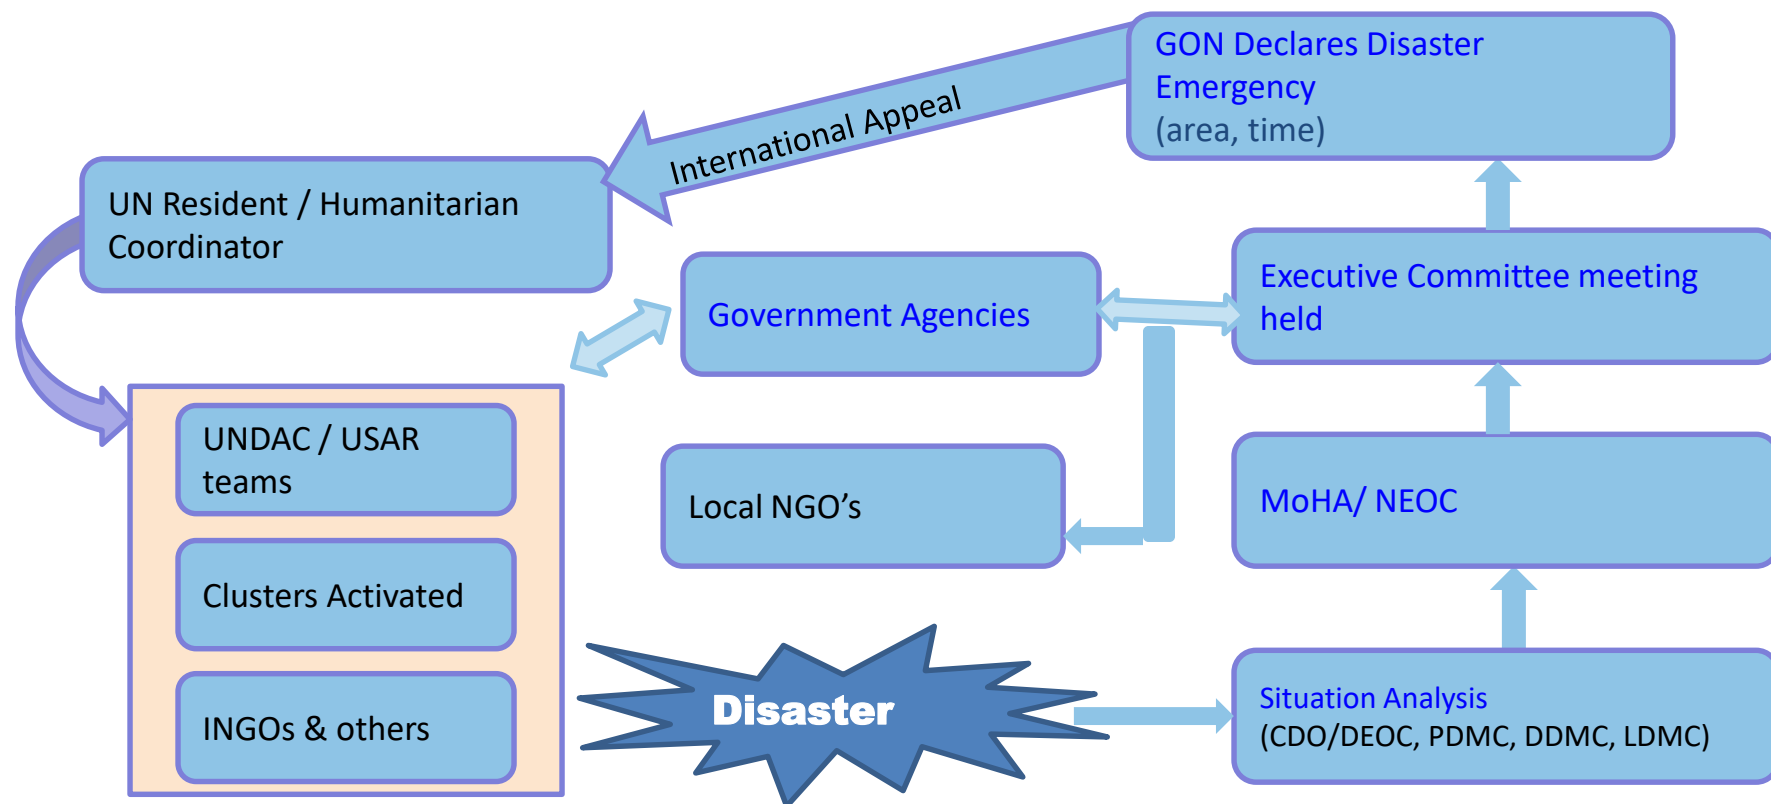 GON Declares Disaster
Emergency
(area, time)
International Appeal
UN Resident / Humanitarian
Coordinator
Government Agencies
Executive Committee meeting
held
UNDAC / USAR
teams
Local NGO’s
MoHA/ NEOC
Clusters Activated
INGOs & others
Disaster
Situation Analysis
(CDO/DEOC, PDMC, DDMC, LDMC)